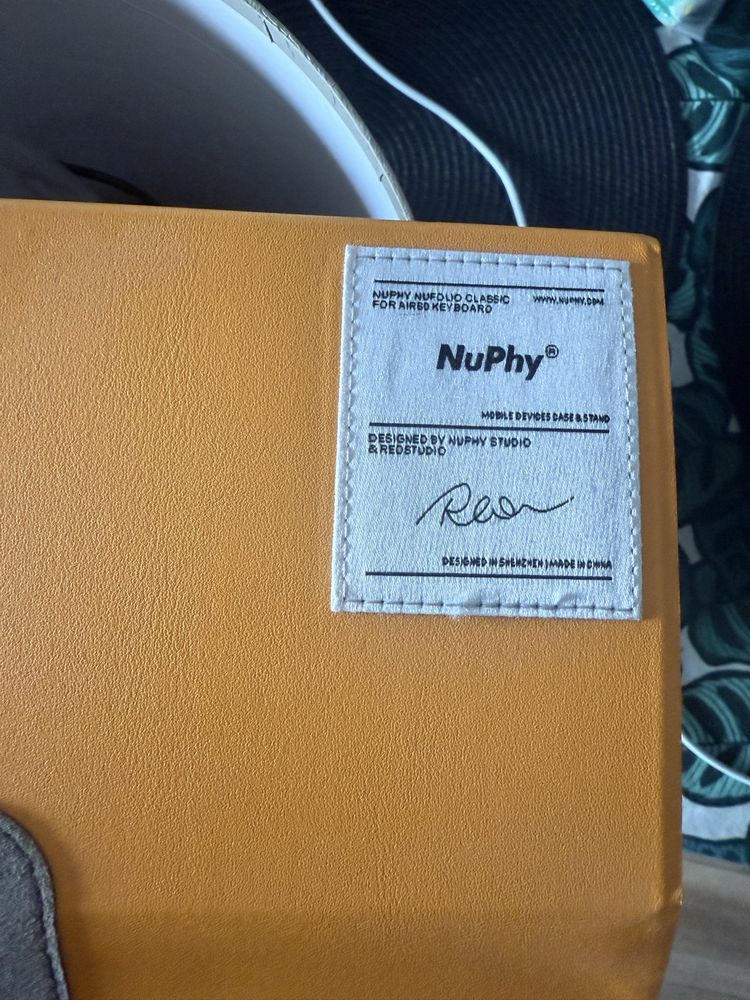 NUPHY NUFOLIO CLASSIC WWW.NUPHY.COM
FOR AIR60 KEYBOARD
NuPhy®
MOBILE DEVICES CASE & STAND
DESIGNED BY NUPHY STUDIO
& REDSTUDIO
DESIGNED IN SHENZHEN | MADE IN CHINA